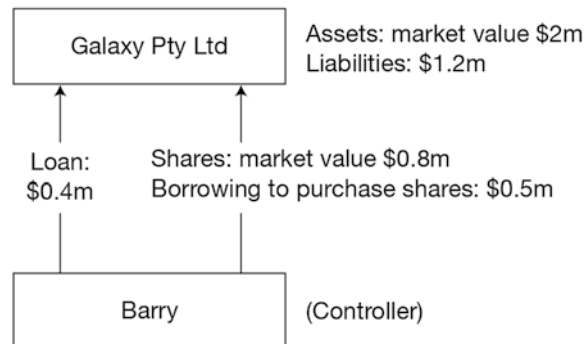 Galaxy Pty Ltd
Assets: market value $2m
Liabilities: $1.2m
Loan:
$0.4m
Shares: market value $0.8m
Borrowing to purchase shares: $0.5m
Barry
(Controller)